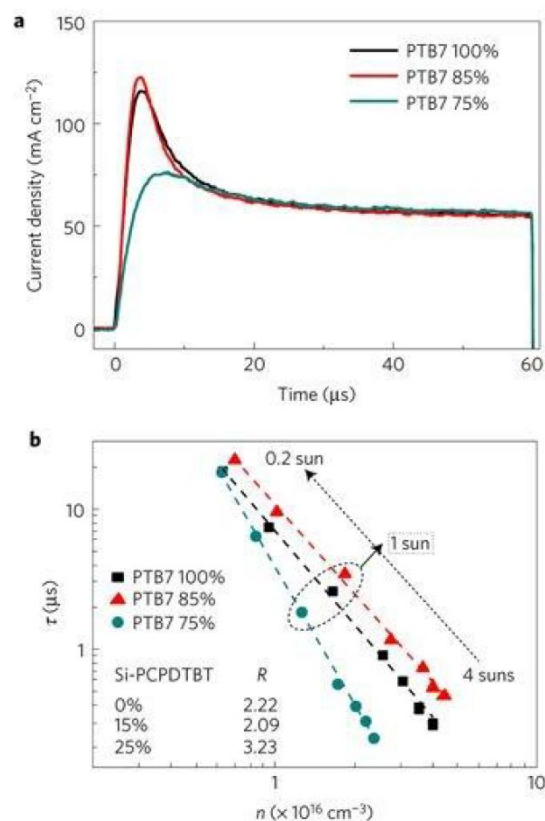 a
150
100
50
0
Current density (mA cm⁻²)
PTB7 100%
PTB7 85%
PTB7 75%
0 20 40 60
Time (μs)
b
10
1
τ (μs)
0.2 sun
1 sun
4 suns
PTB7 100%
PTB7 85%
PTB7 75%
Si-PCPDTBT R
0% 2.22
15% 2.09
25% 3.23
1 10
n (× 10¹⁶ cm⁻³)